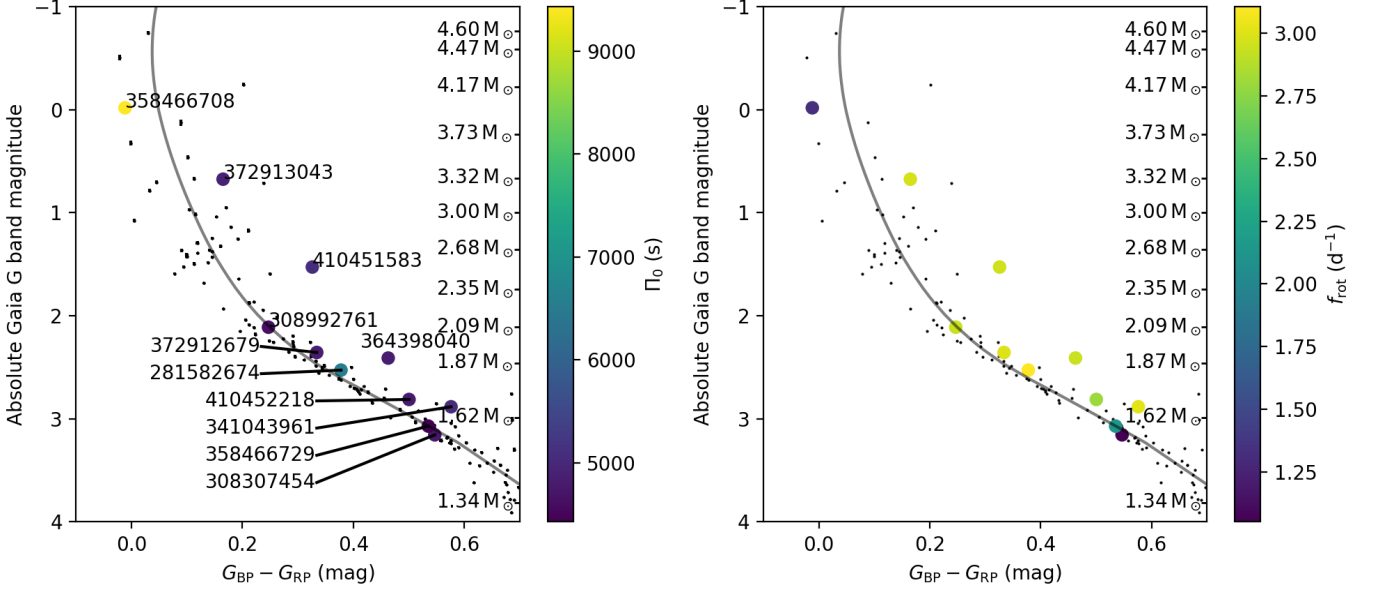 −1
0
1
2
3
4
Absolute Gaia G band magnitude
0.0
0.2
0.4
0.6
G_BP − G_RP (mag)
358466708
372913043
410451583
308992761
364398040
372912679
281582674
410452218
341043961
358466729
308307454
4.60 M⊙
4.47 M⊙
4.17 M⊙
3.73 M⊙
3.32 M⊙
3.00 M⊙
2.68 M⊙
2.35 M⊙
2.09 M⊙
1.87 M⊙
1.62 M⊙
1.34 M⊙
9000
8000
7000
6000
5000
Π₀ (s)
−1
0
1
2
3
4
Absolute Gaia G band magnitude
0.0
0.2
0.4
0.6
G_BP − G_RP (mag)
4.60 M⊙
4.47 M⊙
4.17 M⊙
3.73 M⊙
3.32 M⊙
3.00 M⊙
2.68 M⊙
2.35 M⊙
2.09 M⊙
1.87 M⊙
1.62 M⊙
1.34 M⊙
3.00
2.75
2.50
2.25
2.00
1.75
1.50
1.25
f_rot (d⁻¹)